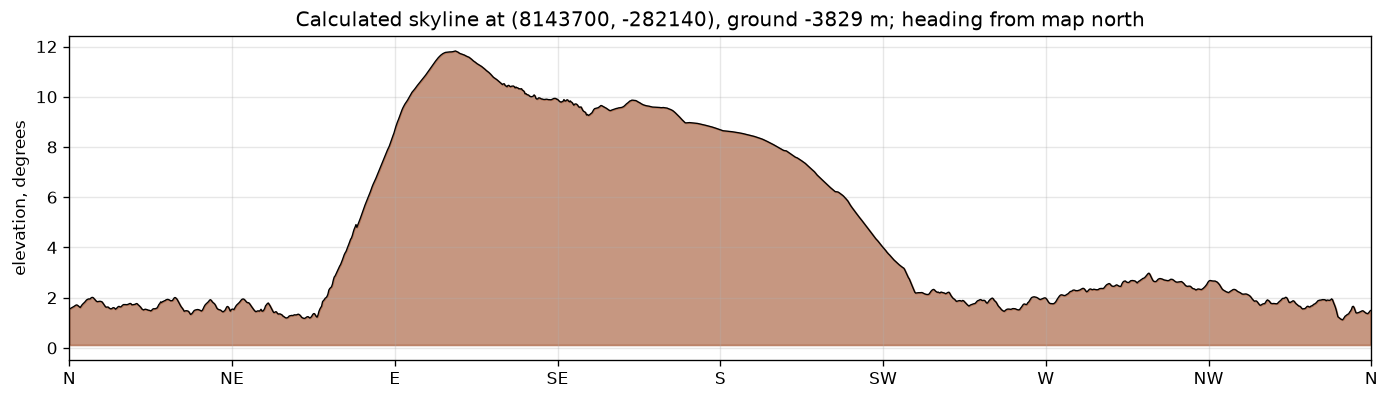 Calculated skyline at (8143700, -282140), ground -3829 m; heading from map north
elevation, degrees
12
10
8
6
4
2
0
N NE E SE S SW W NW N